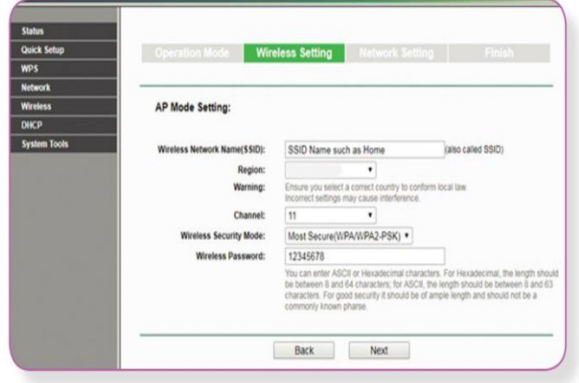 Status
Quick Setup
WPS
Network
Wireless
DHCP
System Tools
Operation Mode Wireless Setting Network Setting Finish
AP Mode Setting:
Wireless Network Name(SSID): SSID Name such as Home (also called SSID)
Region:
Warning: Ensure you select a correct country to conform local law.
Incorrect settings may cause interference.
Channel: 11
Wireless Security Mode: Most Secure(WPA/WPA2-PSK)
Wireless Password: 12345678
You can enter ASCII or Hexadecimal characters. For Hexadecimal, the length should
be between 8 and 64 characters; for ASCII, the length should be between 8 and 63
characters. For good security it should be of ample length and should not be a
commonly known pharse.
Back Next